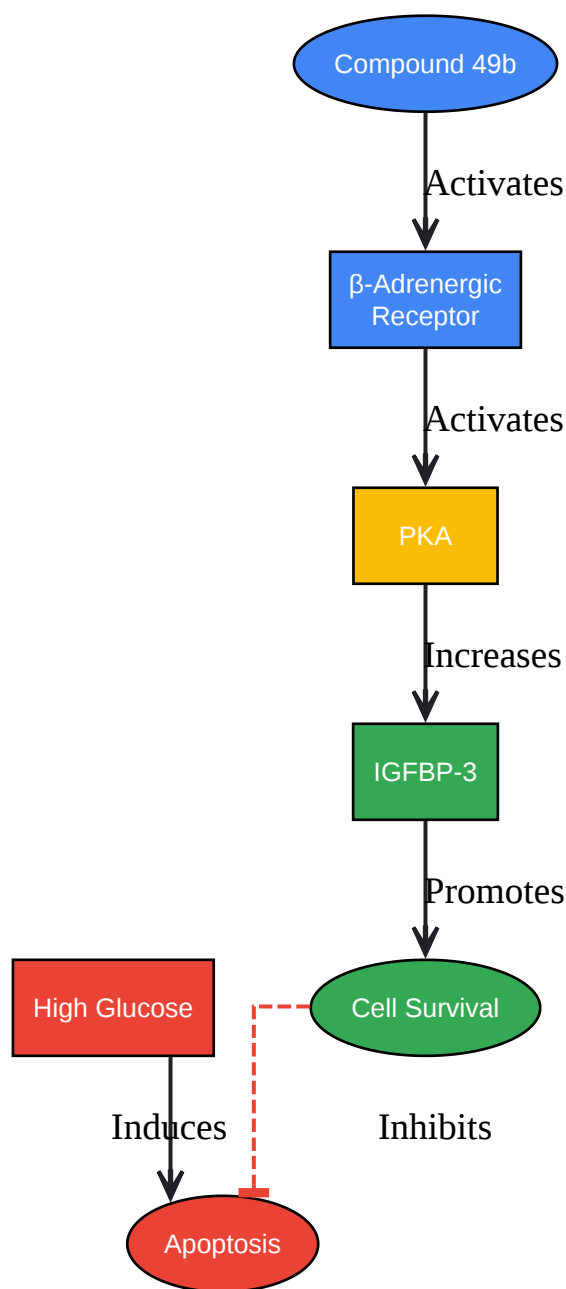 Compound 49b
Activates
β-Adrenergic
Receptor
Activates
PKA
Increases
IGFBP-3
Promotes
High Glucose
Cell Survival
Induces
Inhibits
Apoptosis